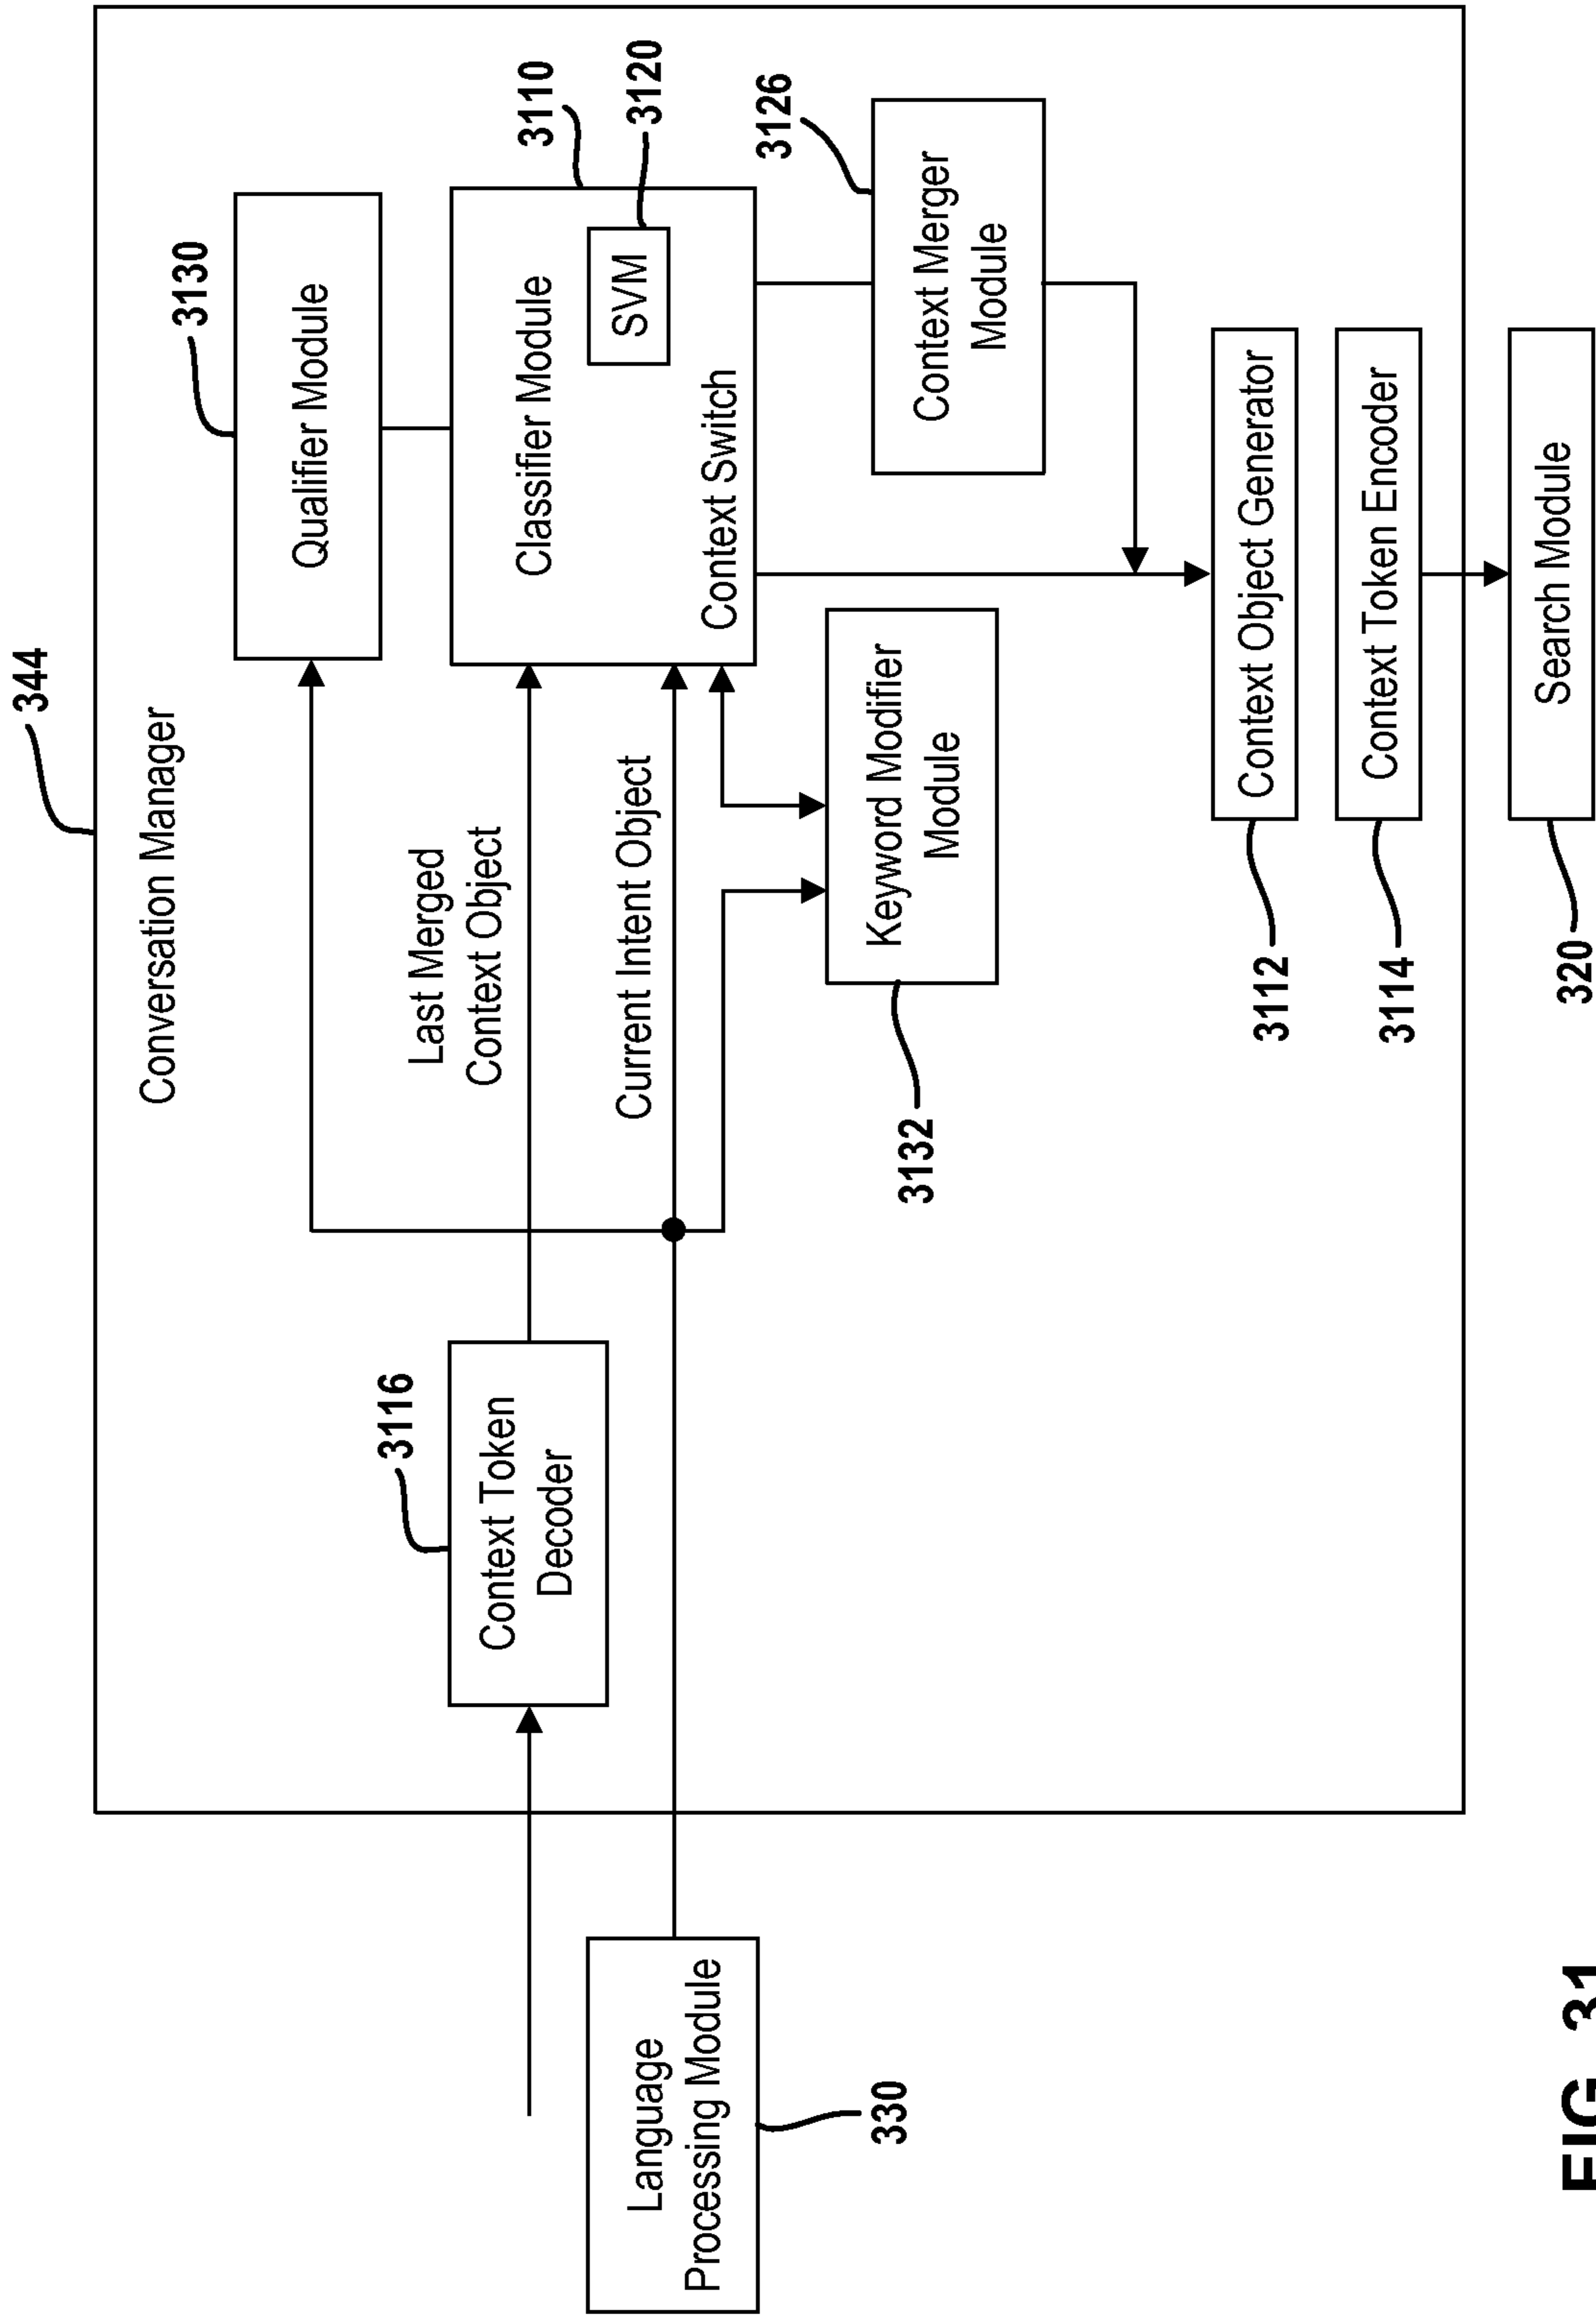 344
Conversation Manager
3130
Qualifier Module
3110
Classifier Module
3120
SVM
Context Switch
3116
Context Token
Decoder
Last Merged
Context Object
Current Intent Object
3126
Context Merger
Module
Keyword Modifier
Module
3132
Language
Processing Module
330
Context Object Generator
3112
Context Token Encoder
3114
Search Module
320
FIG. 31